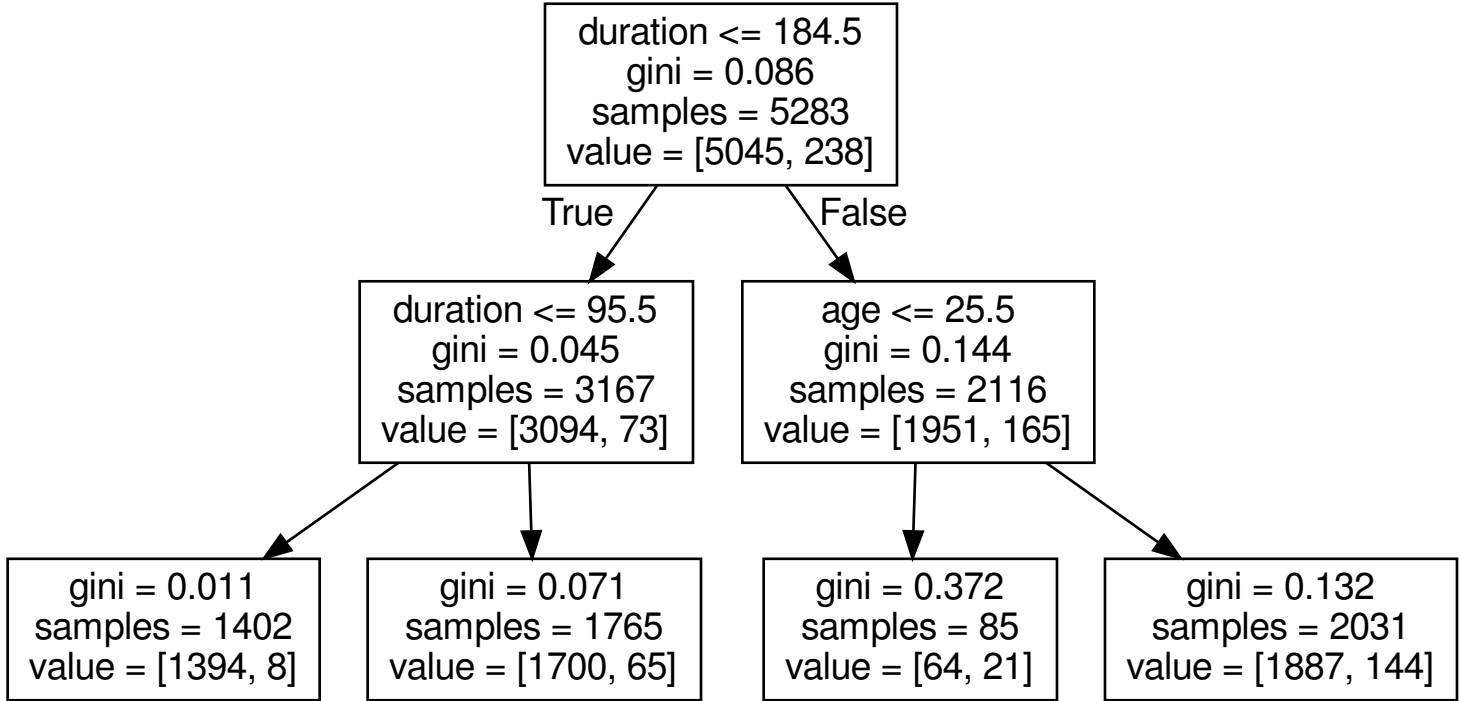 duration <= 184.5
gini = 0.086
samples = 5283
value = [5045, 238]
True
False
duration <= 95.5
gini = 0.045
samples = 3167
value = [3094, 73]
age <= 25.5
gini = 0.144
samples = 2116
value = [1951, 165]
gini = 0.011
samples = 1402
value = [1394, 8]
gini = 0.071
samples = 1765
value = [1700, 65]
gini = 0.372
samples = 85
value = [64, 21]
gini = 0.132
samples = 2031
value = [1887, 144]